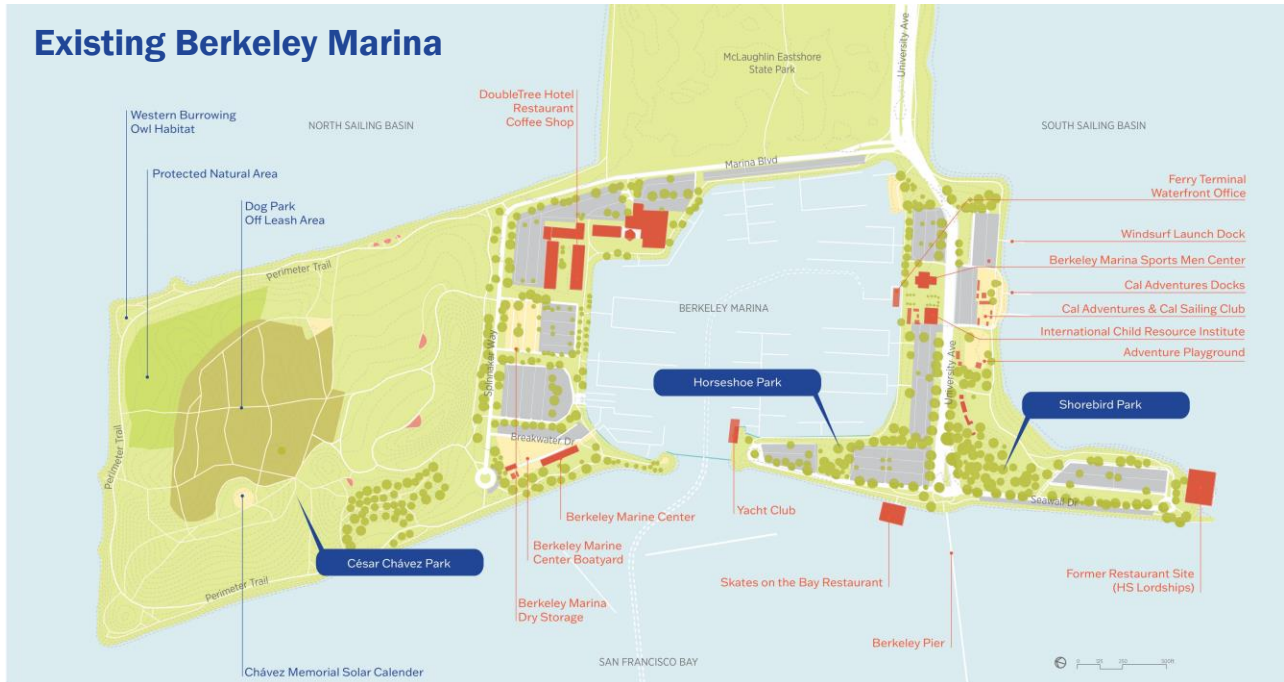 Existing Berkeley Marina
McLaughlin Eastshore
State Park
University Ave
DoubleTree Hotel
Restaurant
Coffee Shop
Western Burrowing
Owl Habitat
NORTH SAILING BASIN
SOUTH SAILING BASIN
Marina Blvd
Protected Natural Area
Ferry Terminal
Waterfront Office
Dog Park
Off Leash Area
Windsurf Launch Dock
Perimeter Trail
Berkeley Marina Sports Men Center
Cal Adventures Docks
BERKELEY MARINA
Cal Adventures & Cal Sailing Club
International Child Resource Institute
Spinnaker Way
University Ave
Adventure Playground
Horseshoe Park
Shorebird Park
Perimeter Trail
Breakwater Dr
Seawall Dr
Berkeley Marine Center
Yacht Club
Berkeley Marine
Center Boatyard
César Chávez Park
Skates on the Bay Restaurant
Former Restaurant Site
(HS Lordships)
Perimeter Trail
Berkeley Marina
Dry Storage
Berkeley Pier
SAN FRANCISCO BAY
Chávez Memorial Solar Calender